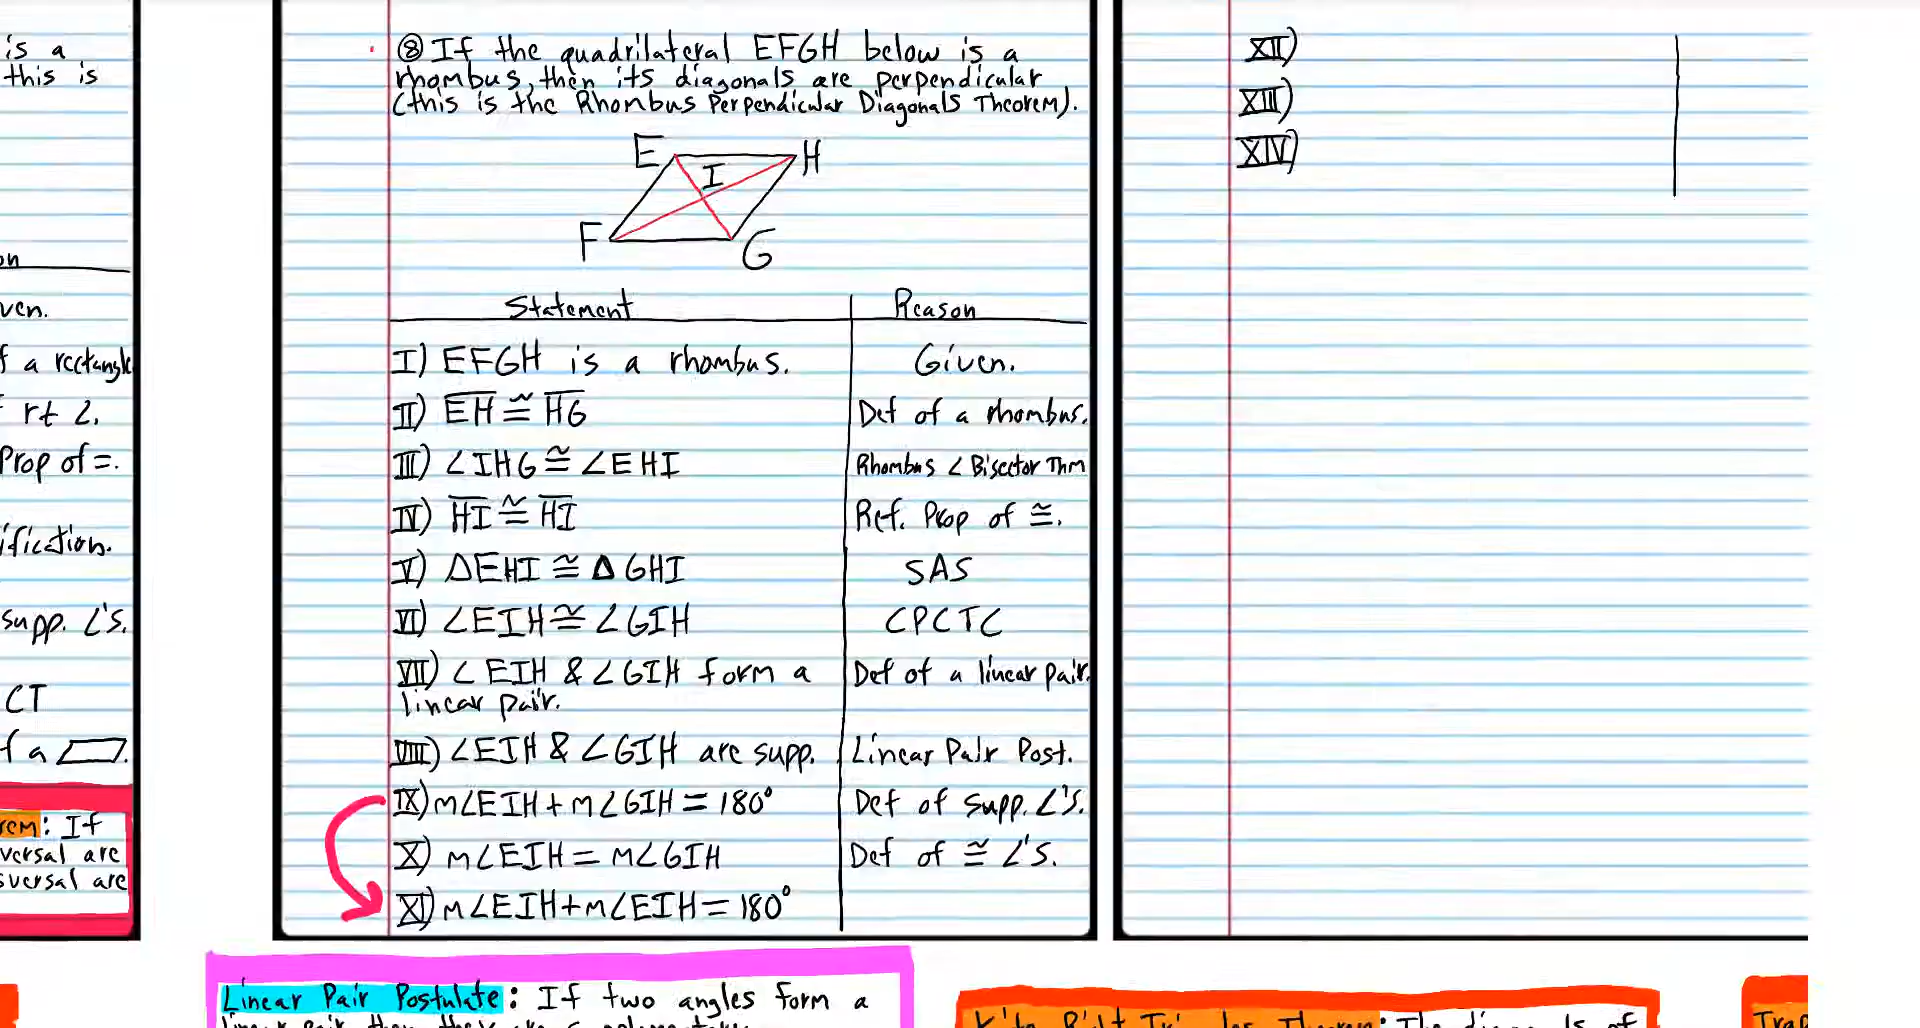 is a
this is
on
ven.
f a rectangle
rt ∠.
Prop of =.
ification.
supp. ∠'s.
CT
f a ▱.
rem: If
versal are
sversal are
⑧ If the quadrilateral EFGH below is a
rhombus, then its diagonals are perpendicular
(this is the Rhombus Perpendicular Diagonals Theorem).
E H
I
F G
Statement Reason
I) EFGH is a rhombus. Given.
II) EH ≅ HG Def of a rhombus.
III) ∠IHG ≅ ∠EHI Rhombus ∠ Bisector Thm
IV) HI ≅ HI Ref. Prop of ≅.
V) ΔEHI ≅ ΔGHI SAS
VI) ∠EIH ≅ ∠GIH CPCTC
VII) ∠EIH & ∠GIH form a Def of a linear pair.
linear pair.
VIII) ∠EIH & ∠GIH are supp. Linear Pair Post.
IX) m∠EIH + m∠GIH = 180° Def of supp. ∠'s.
X) m∠EIH = m∠GIH Def of ≅ ∠'s.
XI) m∠EIH + m∠EIH = 180°
XII)
XIII)
XIV)
Linear Pair Postulate: If two angles form a
Theorem: The
Trap